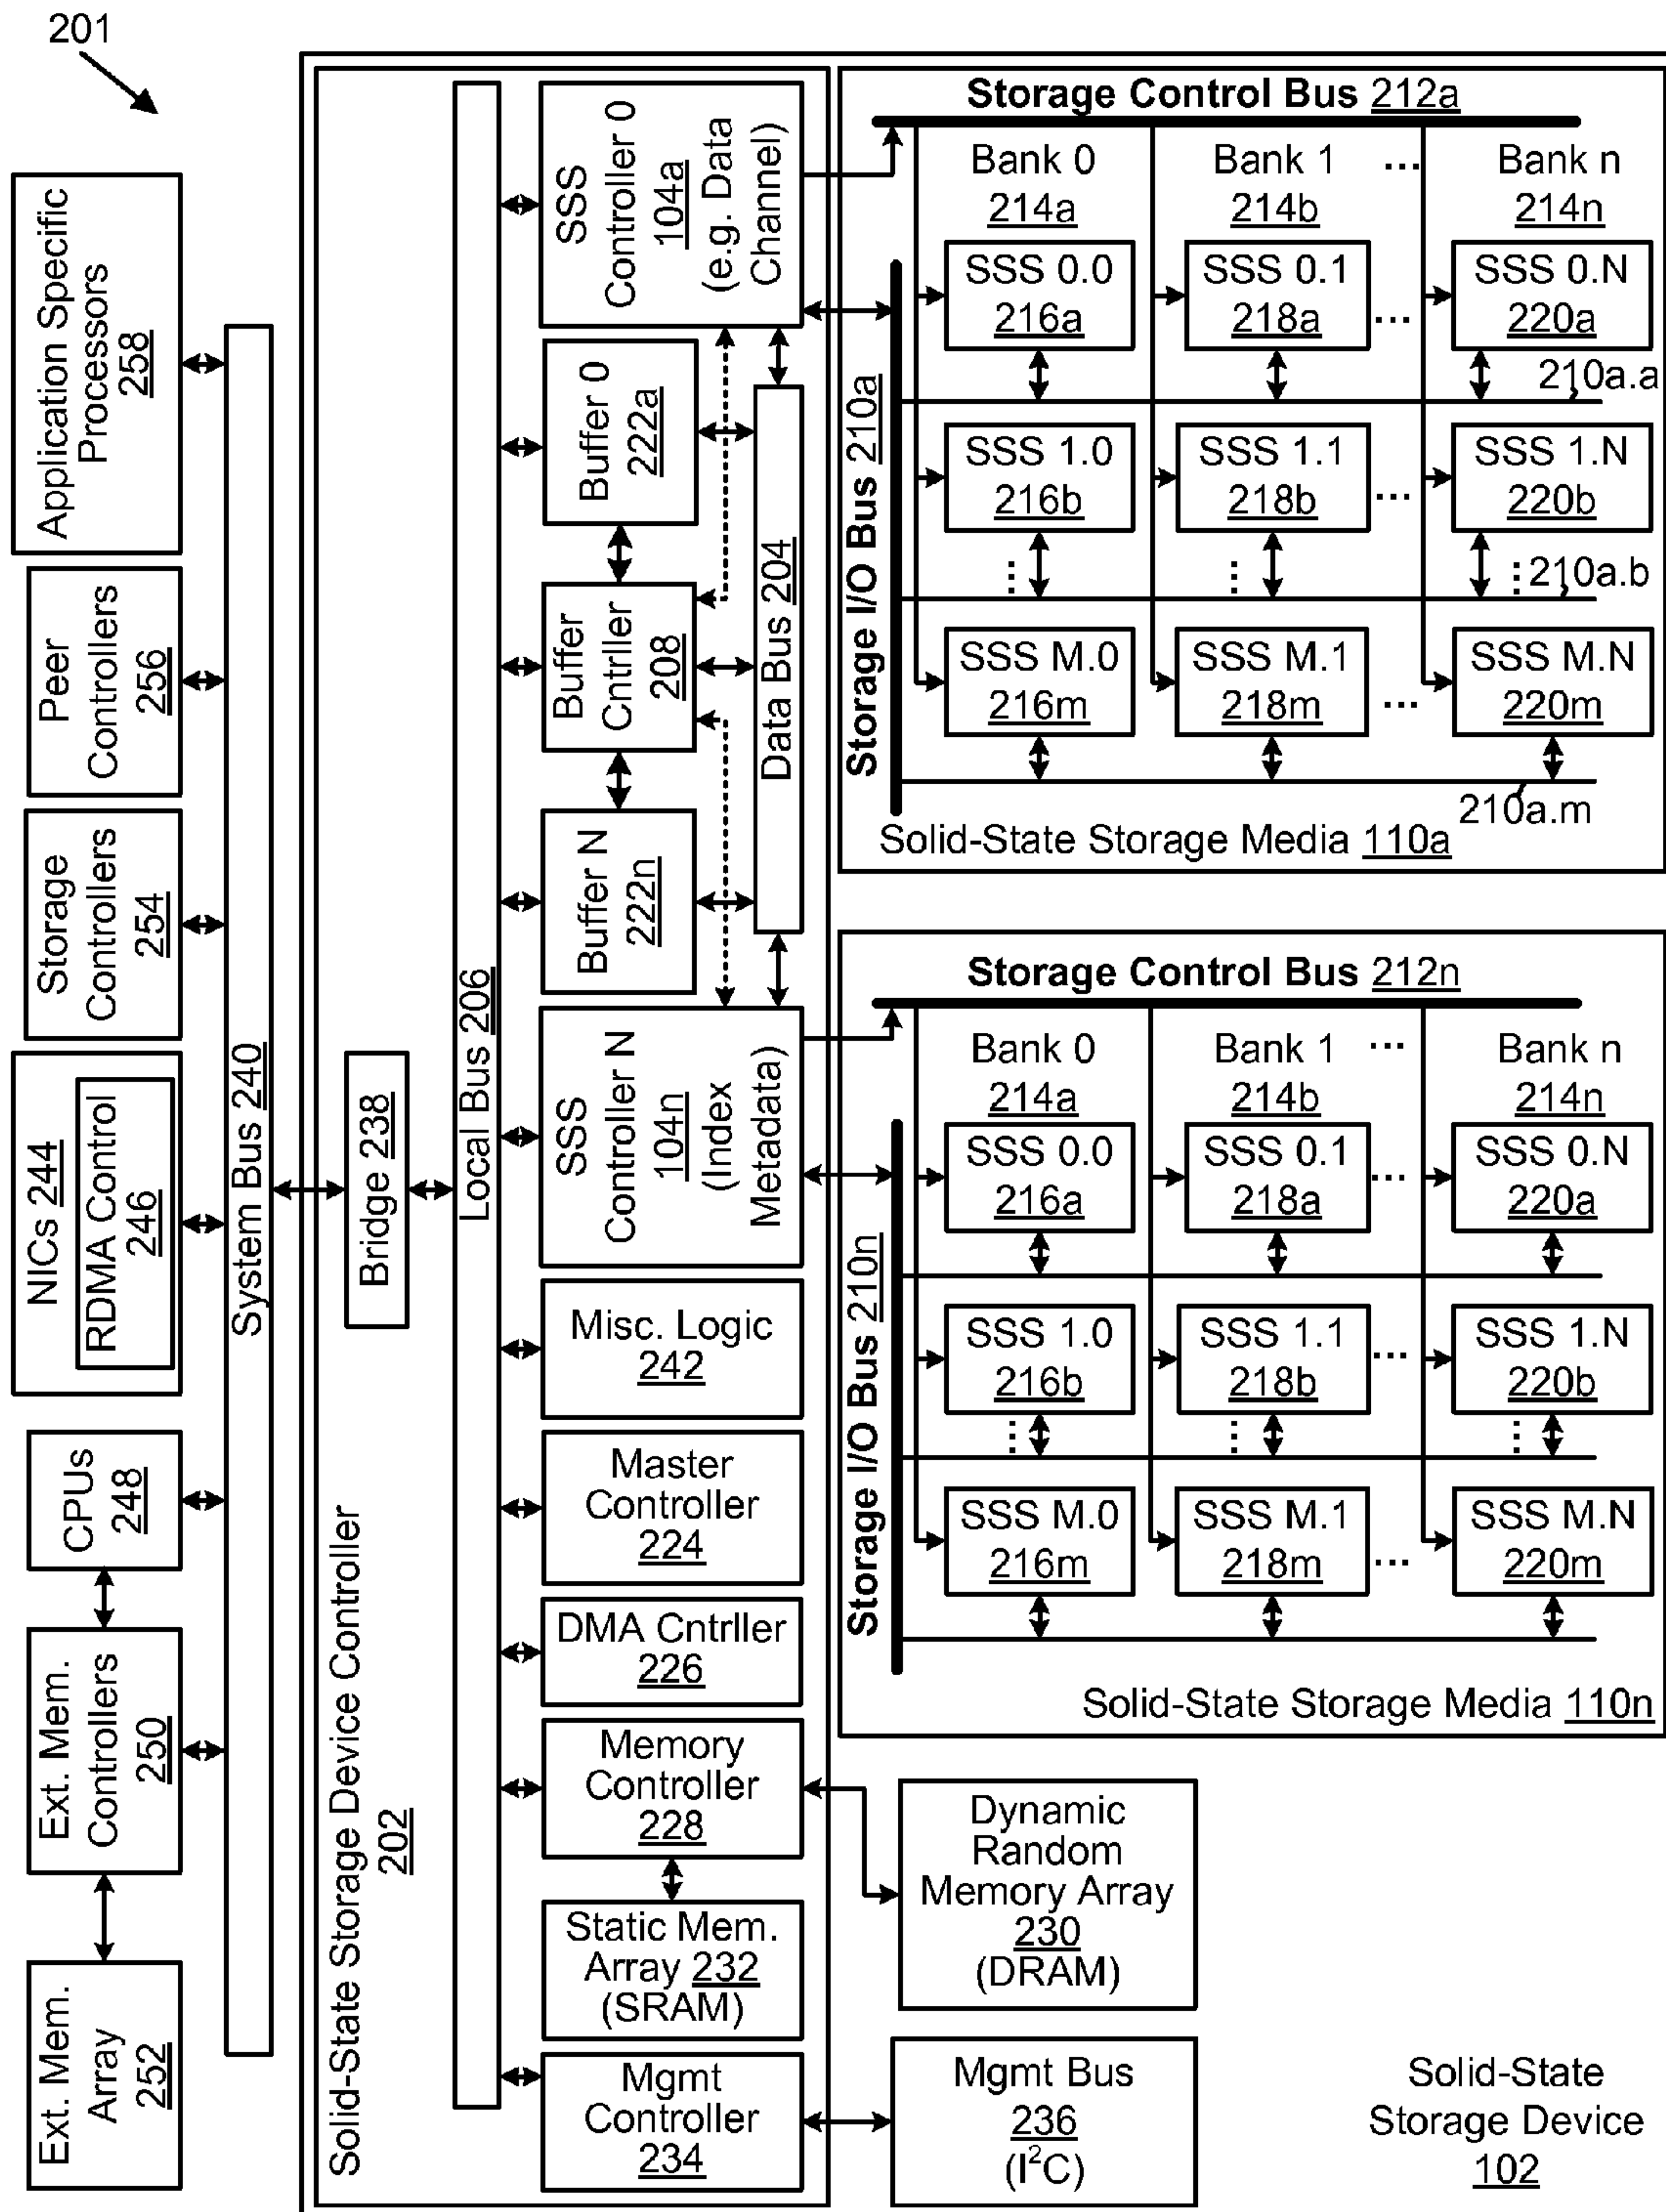 201
Application Specific
Processors
258
Peer
Controllers
256
Storage
Controllers
254
NICs 244
RDMA Control
246
CPUs
248
Ext. Mem.
Controllers
250
Ext. Mem.
Array
252
System Bus 240
Bridge 238
Solid-State Storage Device Controller
202
Local Bus 206
SSS
Controller 0
104a
(e.g. Data
Channel)
Buffer 0
222a
Buffer
Cntrller
208
Buffer N
222n
Data Bus 204
SSS
Controller N
104n
(Index
Metadata)
Misc. Logic
242
Master
Controller
224
DMA Cntrller
226
Memory
Controller
228
Static Mem.
Array 232
(SRAM)
Mgmt
Controller
234
Storage Control Bus 212a
Bank 0 Bank 1 ... Bank n
214a 214b 214n
Storage I/O Bus 210a
SSS 0.0 SSS 0.1 SSS 0.N
216a 218a ... 220a
210a.a
SSS 1.0 SSS 1.1 SSS 1.N
216b 218b ... 220b
... ... ... 210a.b
SSS M.0 SSS M.1 SSS M.N
216m 218m ... 220m
210a.m
Solid-State Storage Media 110a
Storage Control Bus 212n
Bank 0 Bank 1 ... Bank n
214a 214b 214n
Storage I/O Bus 210n
SSS 0.0 SSS 0.1 SSS 0.N
216a 218a ... 220a
SSS 1.0 SSS 1.1 SSS 1.N
216b 218b ... 220b
... ... ...
SSS M.0 SSS M.1 SSS M.N
216m 218m ... 220m
Solid-State Storage Media 110n
Dynamic
Random
Memory Array
230
(DRAM)
Mgmt Bus
236
(I²C)
Solid-State
Storage Device
102